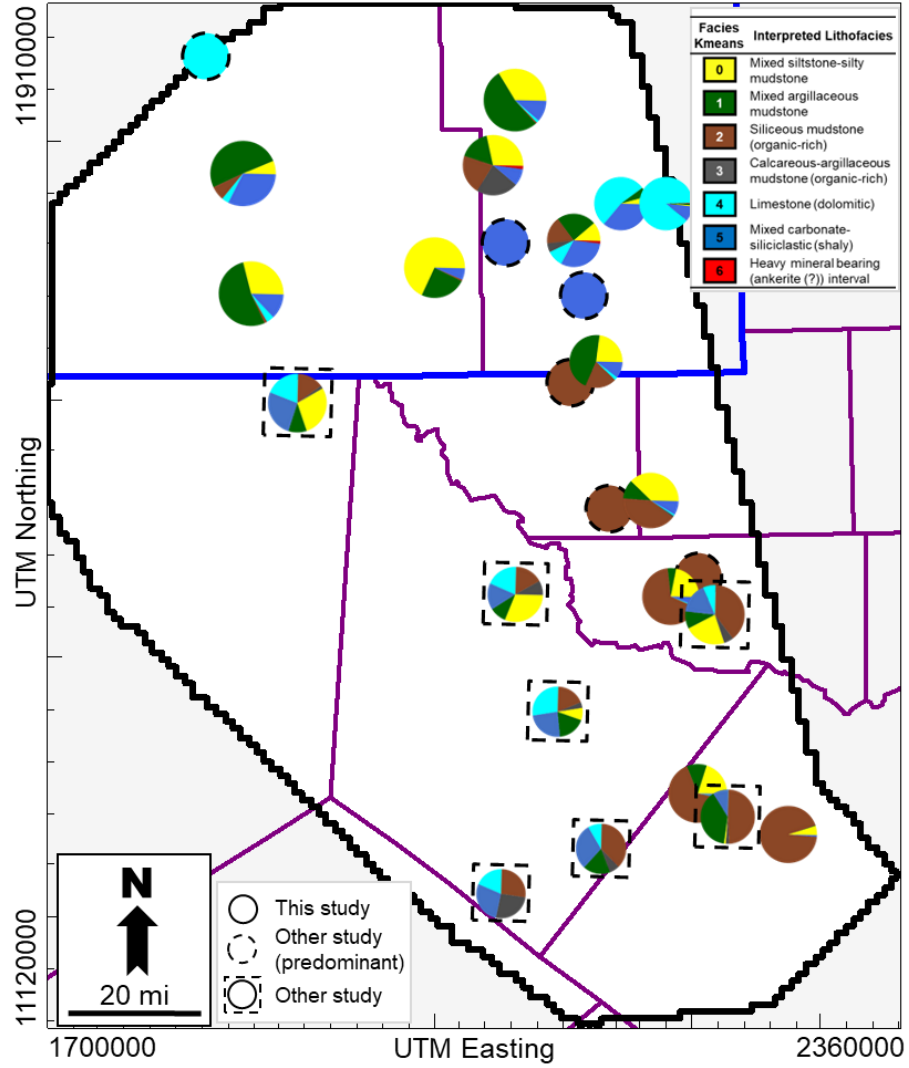 11910000
UTM Northing
11120000
Facies Kmeans
Interpreted Lithofacies
0
Mixed siltstone-silty
mudstone
1
Mixed argillaceous
mudstone
2
Siliceous mudstone
(organic-rich)
3
Calcareous-argillaceous
mudstone (organic-rich)
4
Limestone (dolomitic)
5
Mixed carbonate-
siliciclastic (shaly)
6
Heavy mineral bearing
(ankerite (?)) interval
N
20 mi
This study
Other study
(predominant)
Other study
1700000
UTM Easting
2360000